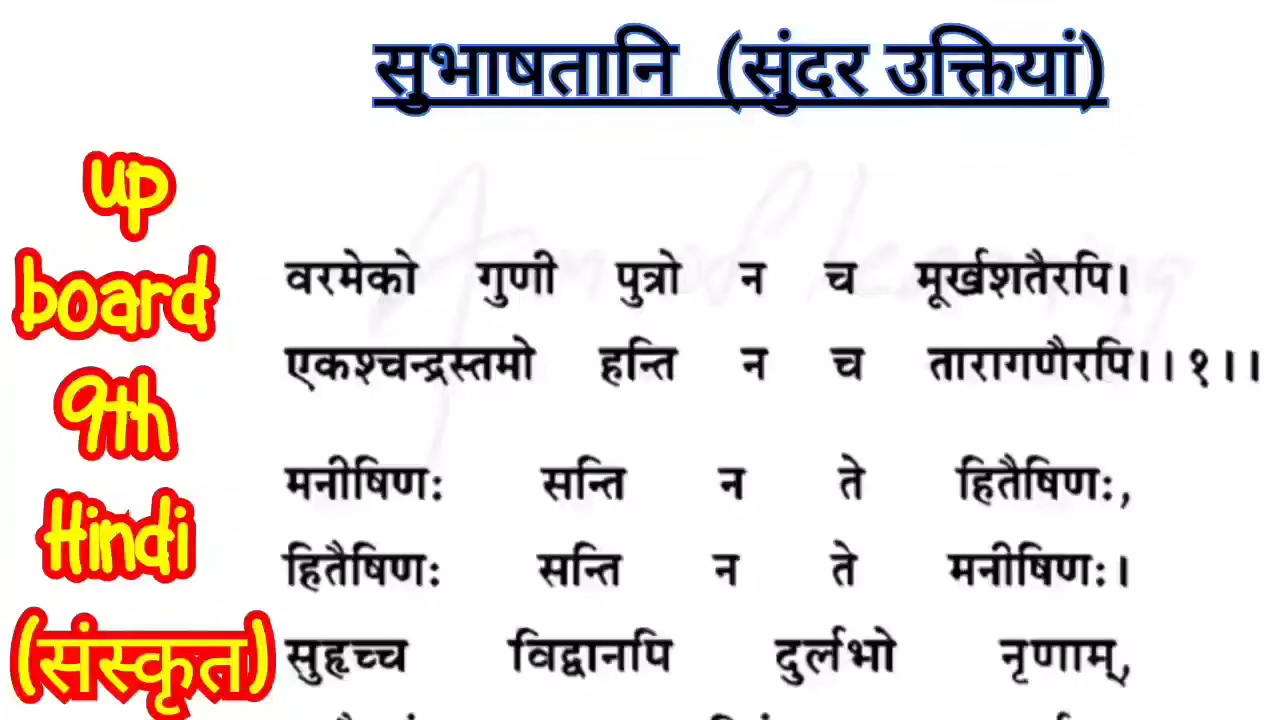 सुभाषतानि (सुंदर उक्तियां)
up
board
9th
Hindi
(संस्कृत)
वरमेको गुणी पुत्रो न च मूर्खशतैरपि।
एकश्चन्द्रस्तमो हन्ति न च तारागणैरपि।।१।।
मनीषिणः सन्ति न ते हितैषिणः,
हितैषिणः सन्ति न ते मनीषिणः।
सुहृच्च विद्वानपि दुर्लभो नृणाम्,